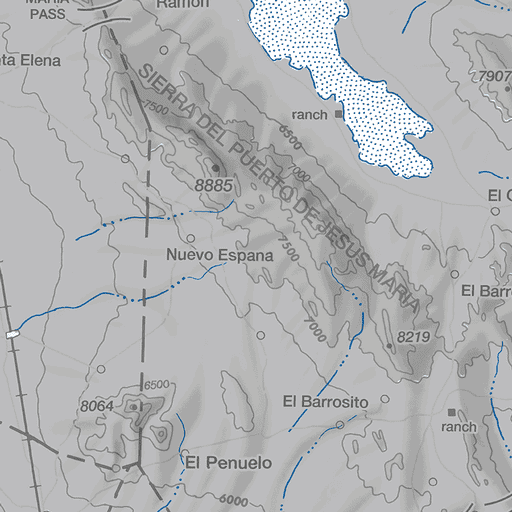 MARIA
PASS
Ramon
nta Elena
7907
SIERRA DEL PUERTO DE JESUS MARIA
7500
ranch
6500
7000
8885
El C
7500
Nuevo Espana
El Barre
7000
8219
6500
8064
El Barrosito
ranch
El Penuelo
6000